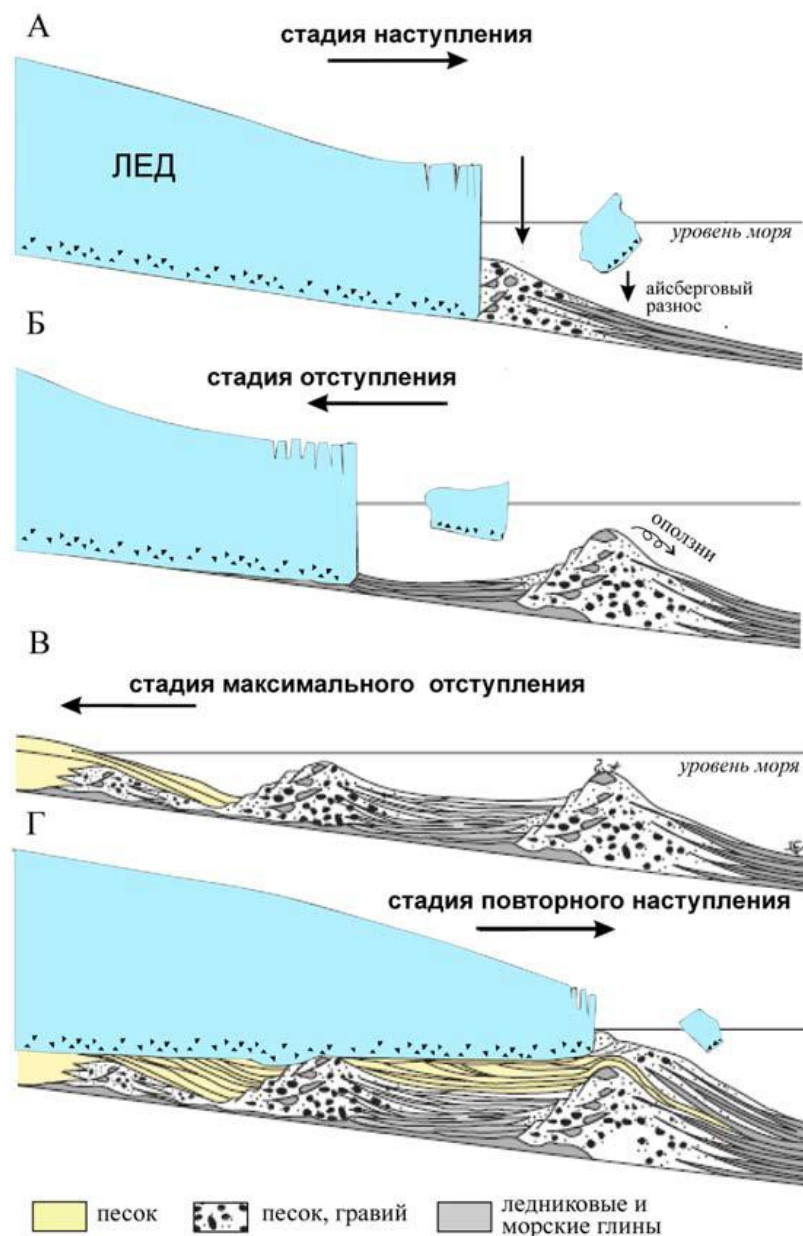 А
стадия наступления
ЛЕД
уровень моря
айсберговый
разнос
Б
стадия отступления
оползни
В
стадия максимального отступления
уровень моря
Г
стадия повторного наступления
песок
песок, гравий
ледниковые и
морские глины